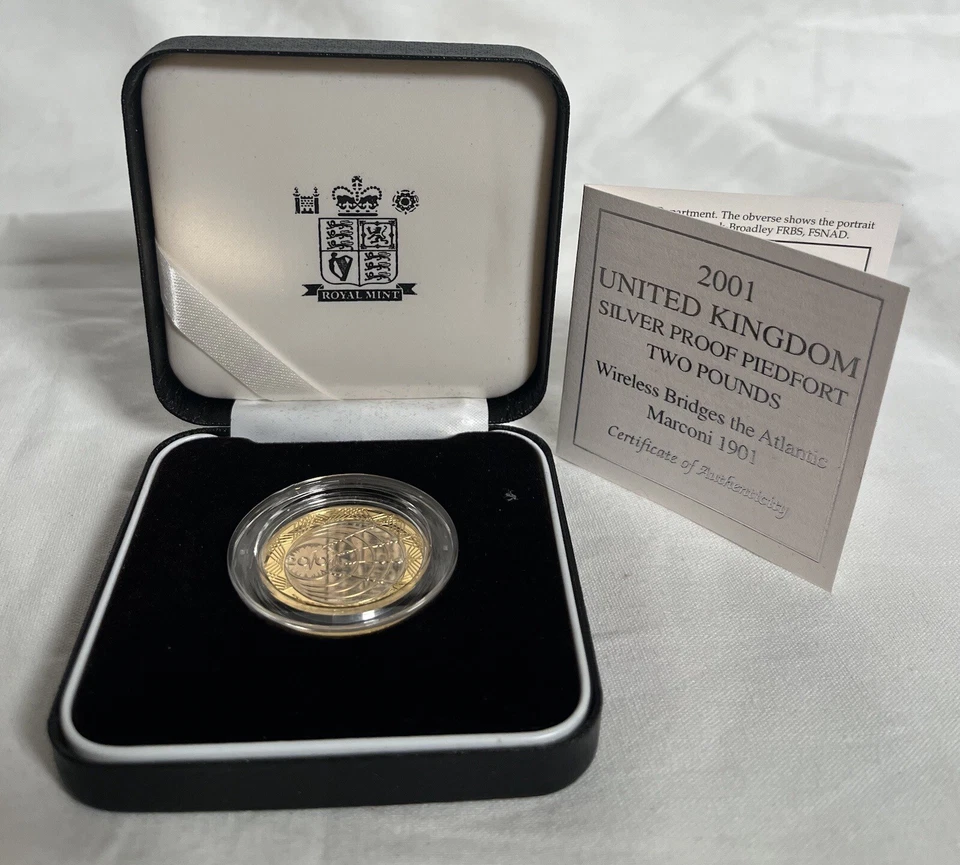 ROYAL MINT
partment. The obverse shows the portrait
Broadley FRBS, FSNAD.
2001
UNITED KINGDOM
SILVER PROOF PIEDFORT
TWO POUNDS
Wireless Bridges the Atlantic
Marconi 1901
Certificate of Authenticity